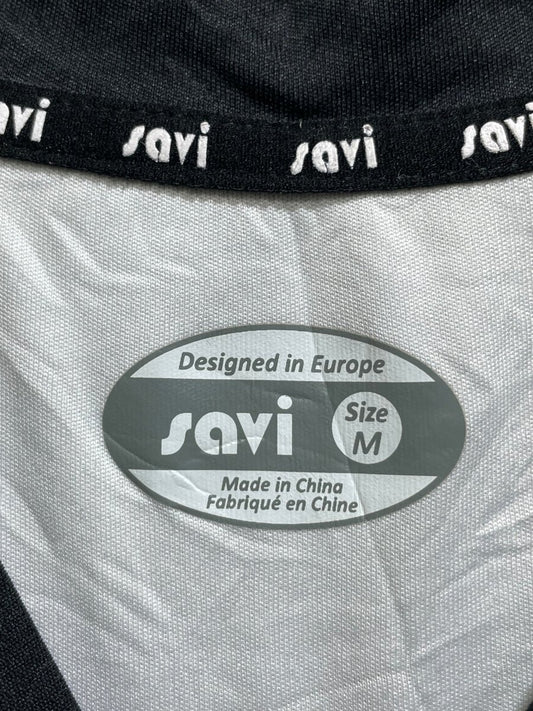 savi savi savi savi
Designed in Europe
savi
Size
M
Made in China
Fabriqué en Chine